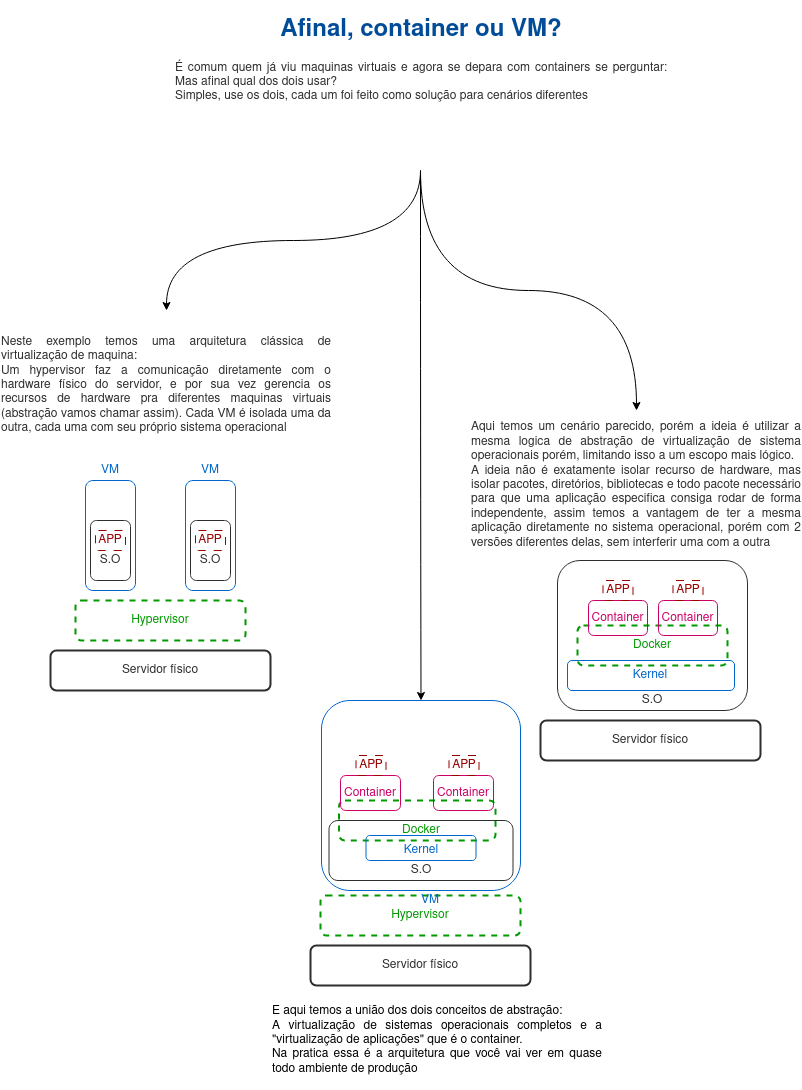 Afinal, container ou VM?
É comum quem já viu maquinas virtuais e agora se depara com containers se perguntar:
Mas afinal qual dos dois usar?
Simples, use os dois, cada um foi feito como solução para cenários diferentes
Neste exemplo temos uma arquitetura clássica de
virtualização de maquina:
Um hypervisor faz a comunicação diretamente com o
hardware físico do servidor, e por sua vez gerencia os
recursos de hardware pra diferentes maquinas virtuais
(abstração vamos chamar assim). Cada VM é isolada uma da
outra, cada uma com seu próprio sistema operacional
VM
VM
APP
APP
S.O
S.O
Hypervisor
Servidor físico
Aqui temos um cenário parecido, porém a ideia é utilizar a
mesma logica de abstração de virtualização de sistema
operacionais porém, limitando isso a um escopo mais lógico.
A ideia não é exatamente isolar recurso de hardware, mas
isolar pacotes, diretórios, bibliotecas e todo pacote necessário
para que uma aplicação especifica consiga rodar de forma
independente, assim temos a vantagem de ter a mesma
aplicação diretamente no sistema operacional, porém com 2
versões diferentes delas, sem interferir uma com a outra
APP
APP
Container
Container
Docker
Kernel
S.O
Servidor físico
APP
APP
Container
Container
Docker
Kernel
S.O
VM
Hypervisor
Servidor físico
E aqui temos a união dos dois conceitos de abstração:
A virtualização de sistemas operacionais completos e a
"virtualização de aplicações" que é o container.
Na pratica essa é a arquitetura que você vai ver em quase
todo ambiente de produção